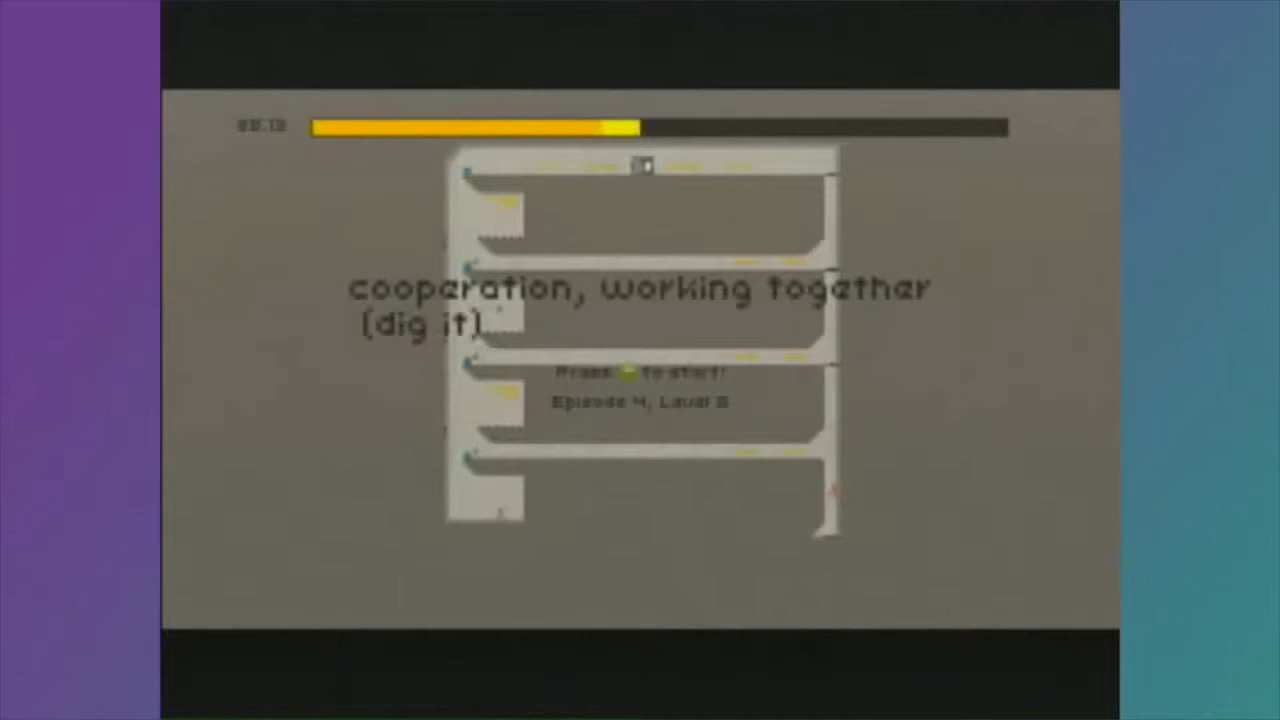 cooperation, working together
(dig it)
Press to start!
Episode 4, Level